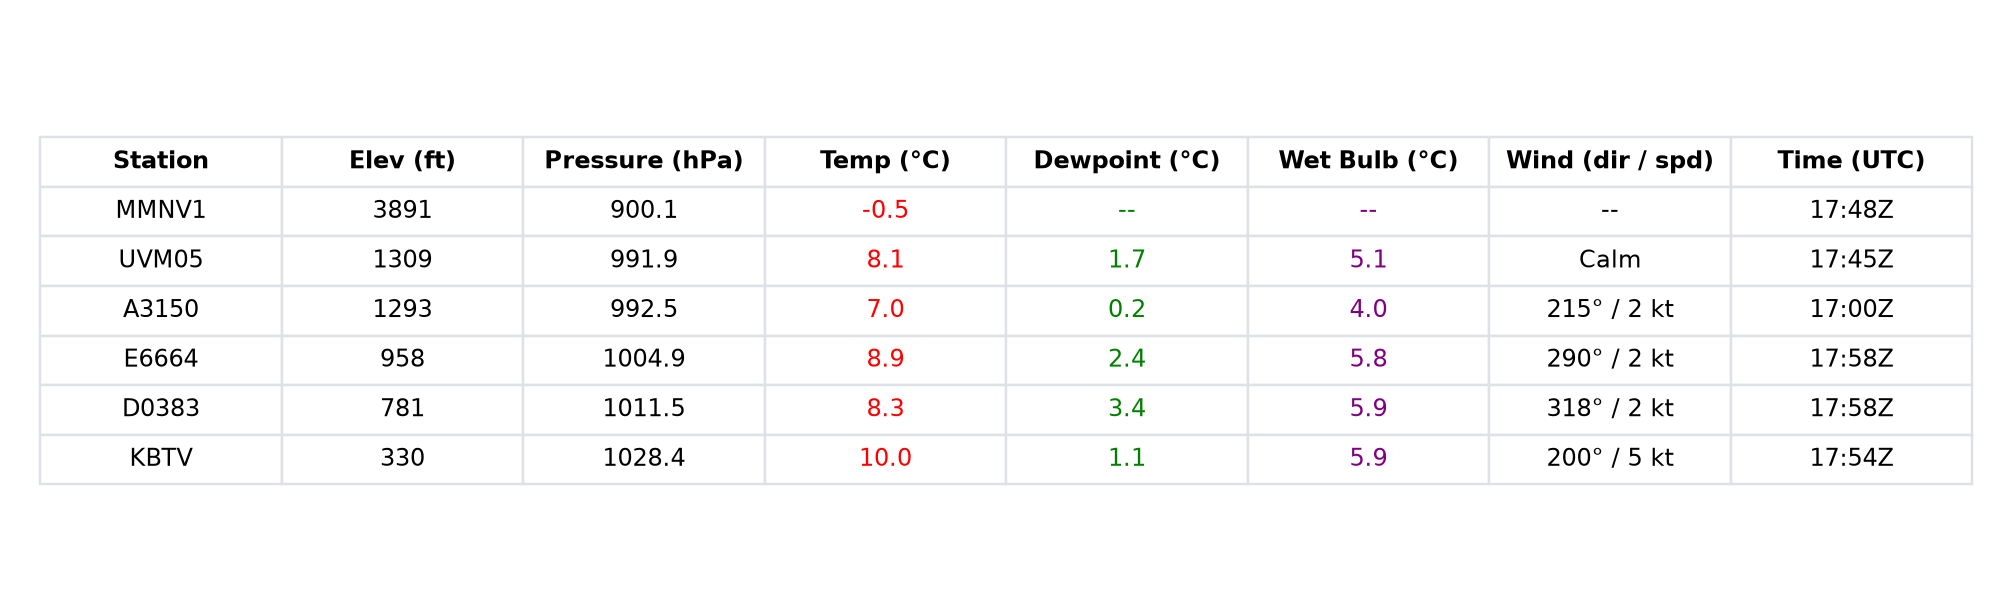 Station Elev (ft) Pressure (hPa) Temp (°C) Dewpoint (°C) Wet Bulb (°C) Wind (dir / spd) Time (UTC)
MMNV1 3891 900.1 -0.5 -- -- -- 17:48Z
UVM05 1309 991.9 8.1 1.7 5.1 Calm 17:45Z
A3150 1293 992.5 7.0 0.2 4.0 215° / 2 kt 17:00Z
E6664 958 1004.9 8.9 2.4 5.8 290° / 2 kt 17:58Z
D0383 781 1011.5 8.3 3.4 5.9 318° / 2 kt 17:58Z
KBTV 330 1028.4 10.0 1.1 5.9 200° / 5 kt 17:54Z